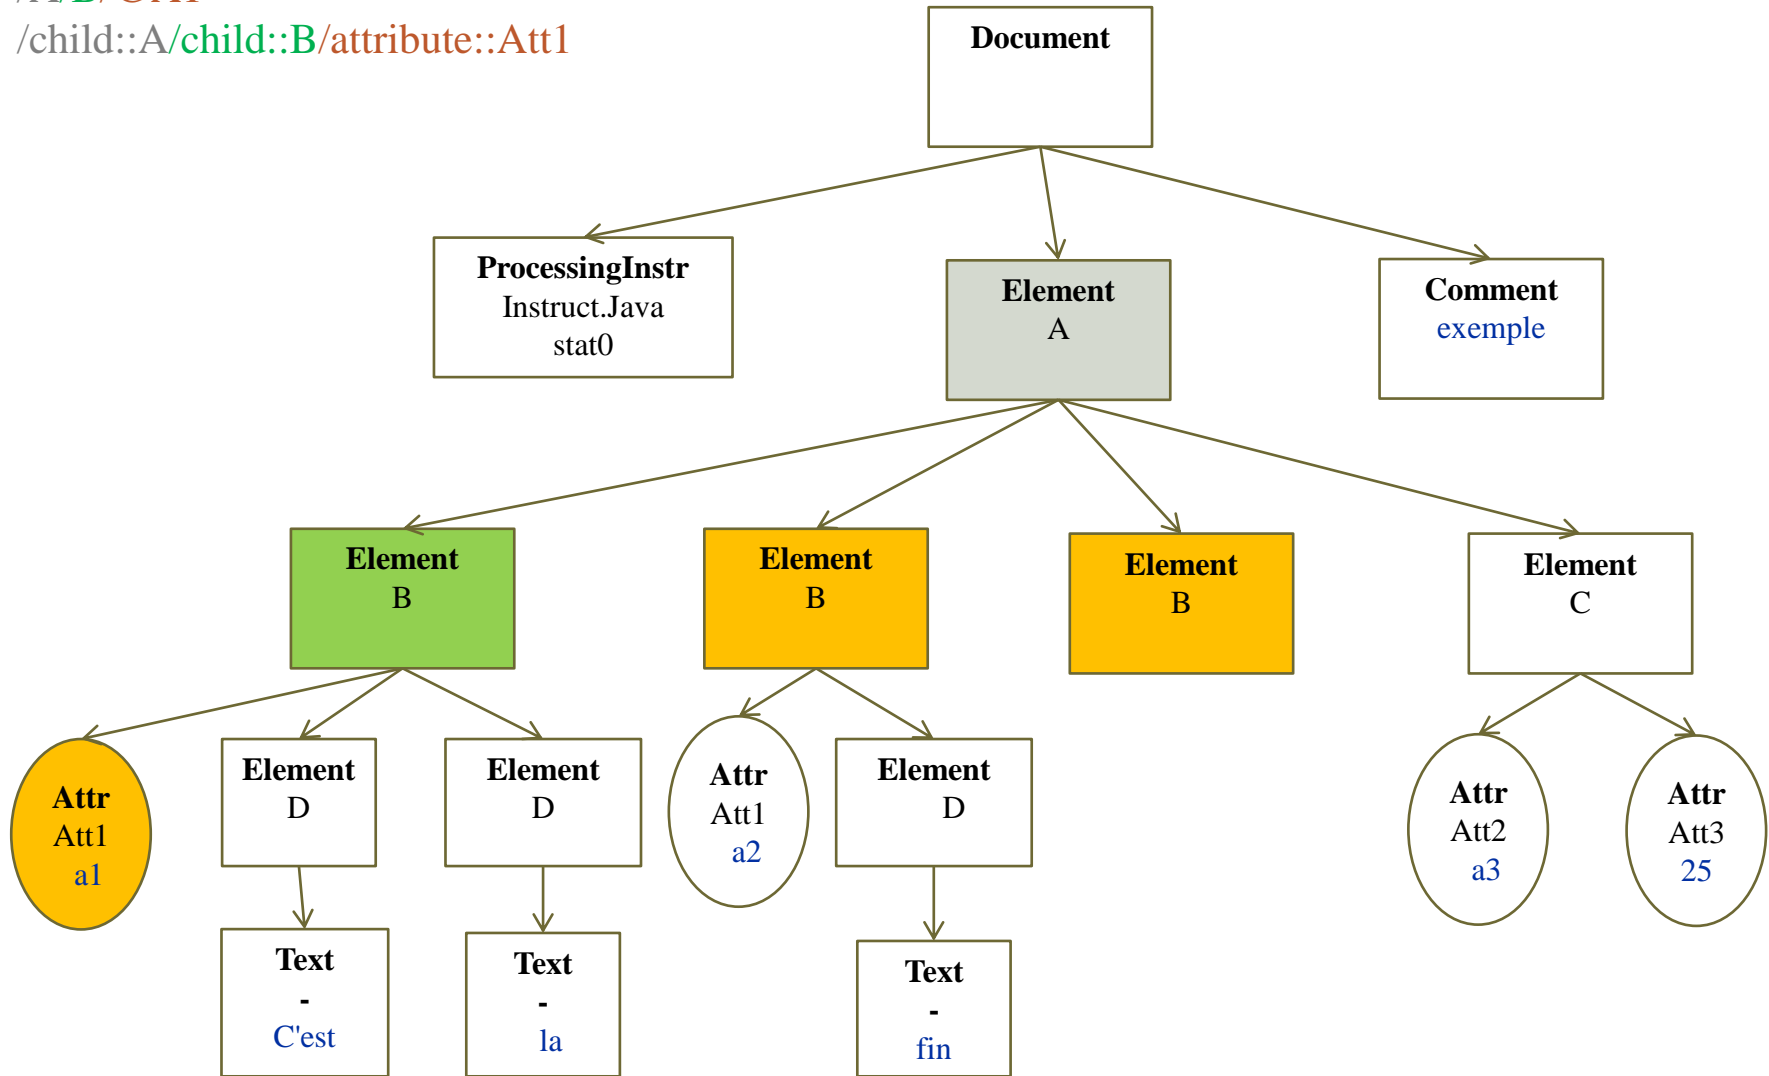 /child::A/child::B/attribute::Att1
Document
ProcessingInstr
Instruct.Java
stat0
Element
A
Comment
exemple
Element
B
Element
B
Element
B
Element
C
Attr
Att1
a1
Element
D
Element
D
Attr
Att1
a2
Element
D
Attr
Att2
a3
Attr
Att3
25
Text
-
C'est
Text
-
la
Text
-
fin